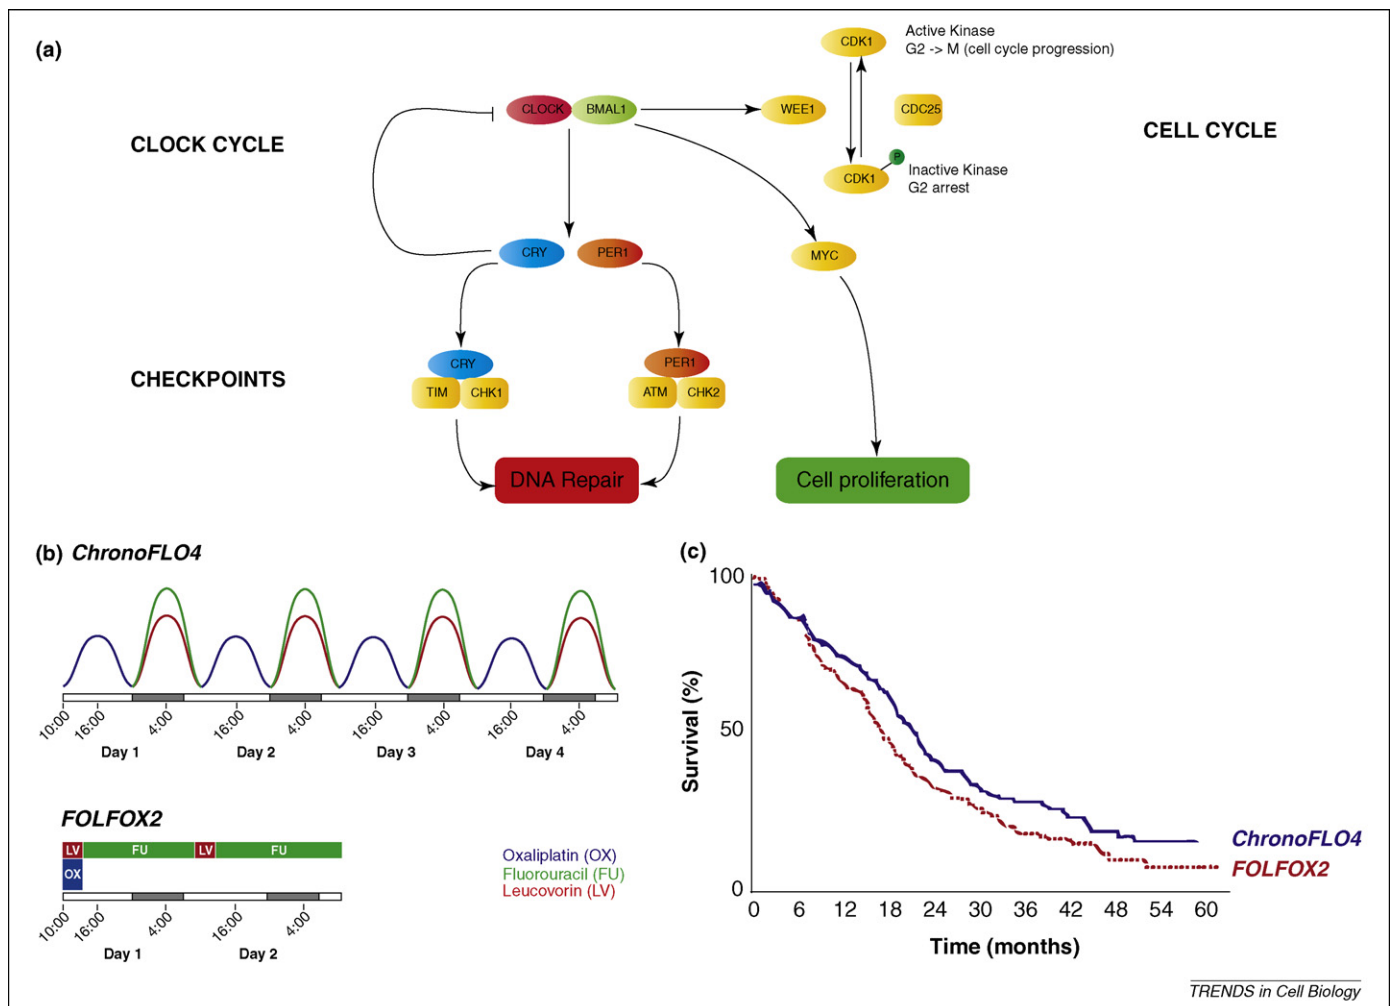 (a)
CLOCK CYCLE
CLOCK
BMAL1
WEE1
CDK1
Active Kinase
G2 -> M (cell cycle progression)
CDC25
CELL CYCLE
P
CDK1
Inactive Kinase
G2 arrest
CRY
PER1
MYC
CHECKPOINTS
CRY
TIM
CHK1
PER1
ATM
CHK2
DNA Repair
Cell proliferation
(b) ChronoFLO4
10:00
16:00
4:00
16:00
4:00
16:00
4:00
16:00
4:00
Day 1
Day 2
Day 3
Day 4
FOLFOX2
LV
FU
LV
FU
OX
10:00
16:00
4:00
16:00
4:00
Day 1
Day 2
Oxaliplatin (OX)
Fluorouracil (FU)
Leucovorin (LV)
(c)
100
50
0
Survival (%)
ChronoFLO4
FOLFOX2
0 6 12 18 24 30 36 42 48 54 60
Time (months)
TRENDS in Cell Biology